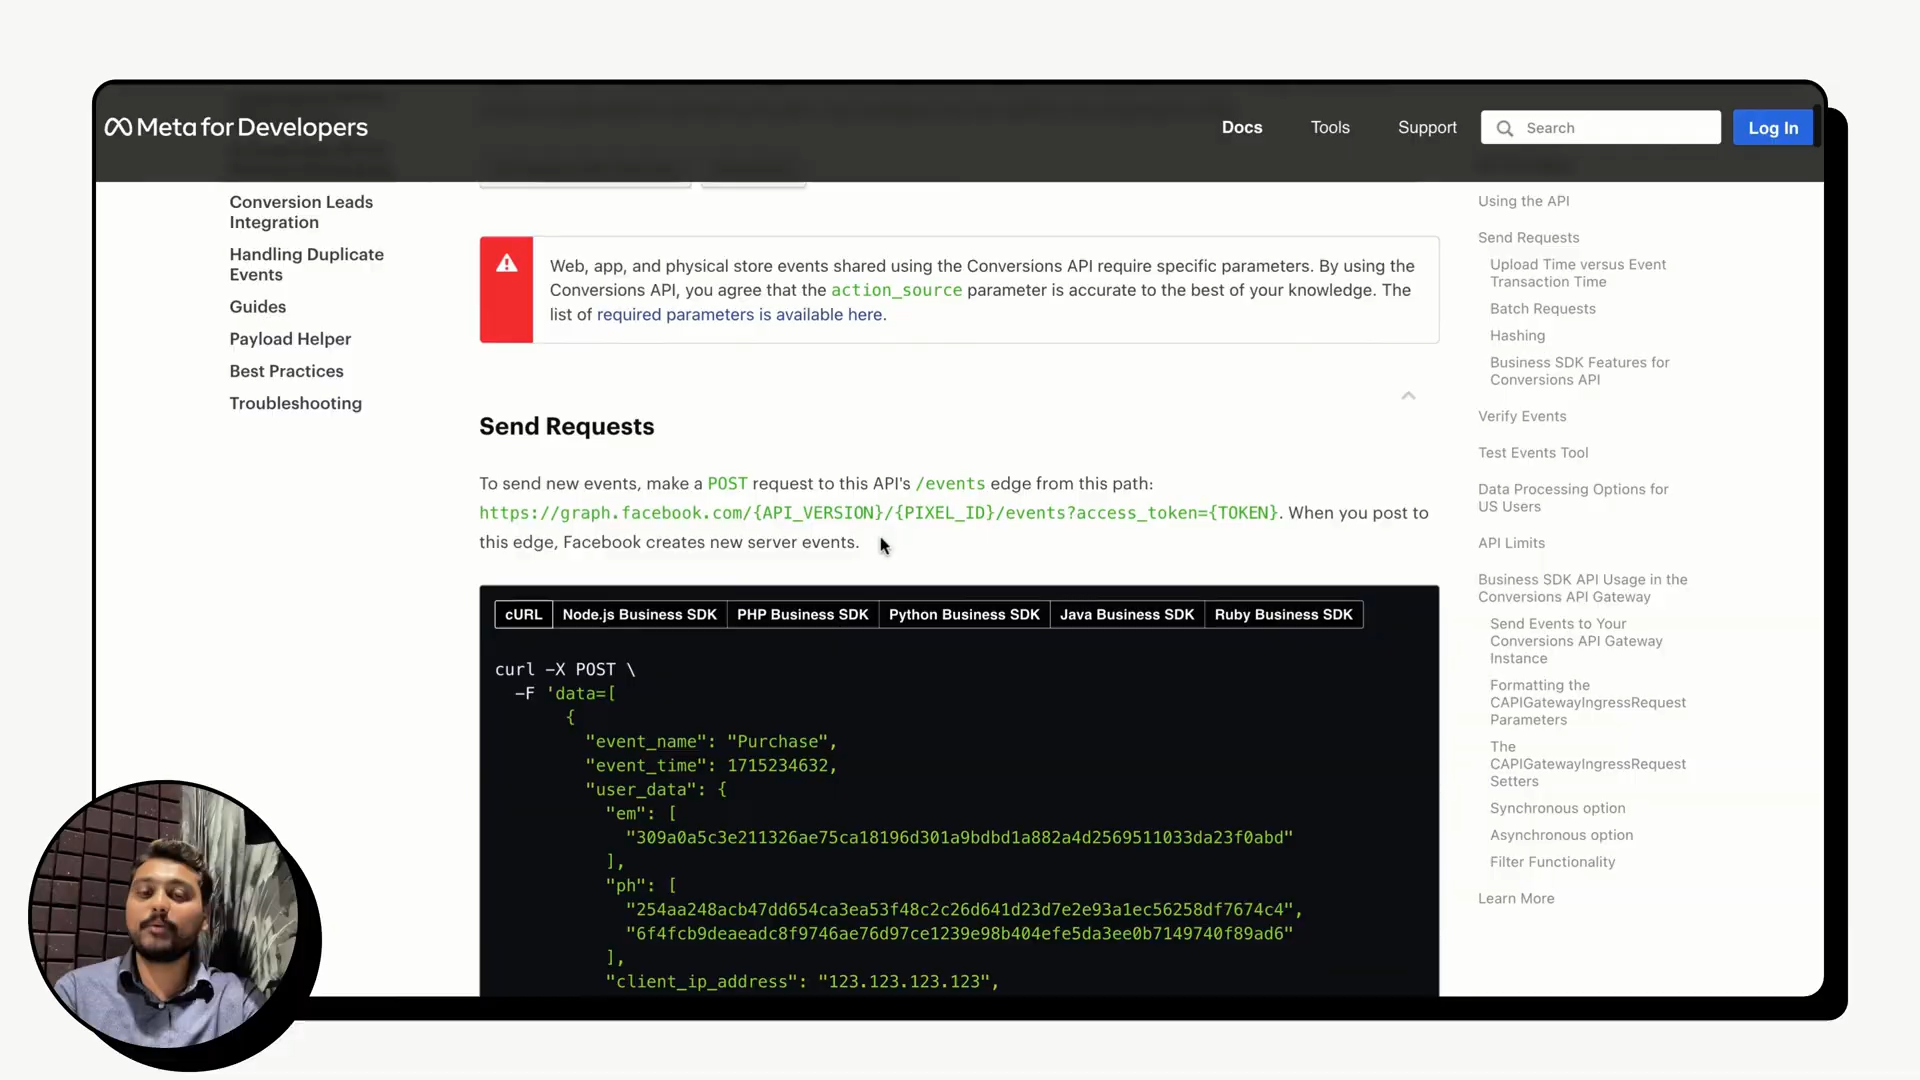 Meta for Developers
Docs
Tools
Support
Search
Log In
Conversion Leads
Integration
Handling Duplicate
Events
Guides
Payload Helper
Best Practices
Troubleshooting
Web, app, and physical store events shared using the Conversions API require specific parameters. By using the
Conversions API, you agree that the action_source parameter is accurate to the best of your knowledge. The
list of required parameters is available here.
Send Requests
To send new events, make a POST request to this API's /events edge from this path:
https://graph.facebook.com/{API_VERSION}/{PIXEL_ID}/events?access_token={TOKEN}. When you post to
this edge, Facebook creates new server events.
cURL
Node.js Business SDK
PHP Business SDK
Python Business SDK
Java Business SDK
Ruby Business SDK
curl -X POST \
-F 'data=[
{
"event_name": "Purchase",
"event_time": 1715234632,
"user_data": {
"em": [
"309a0a5c3e211326ae75ca18196d301a9bdbd1a882a4d2569511033da23f0abd"
],
"ph": [
"254aa248acb47dd654ca3ea53f48c2c26d641d23d7e2e93a1ec56258df7674c4",
"6f4fcb9deaeadc8f9746ae76d97ce1239e98b404efe5da3ee0b7149740f89ad6"
],
"client_ip_address": "123.123.123.123",
Using the API
Send Requests
Upload Time versus Event
Transaction Time
Batch Requests
Hashing
Business SDK Features for
Conversions API
Verify Events
Test Events Tool
Data Processing Options for
US Users
API Limits
Business SDK API Usage in the
Conversions API Gateway
Send Events to Your
Conversions API Gateway
Instance
Formatting the
CAPIGatewayIngressRequest
Parameters
The
CAPIGatewayIngressRequest
Setters
Synchronous option
Asynchronous option
Filter Functionality
Learn More